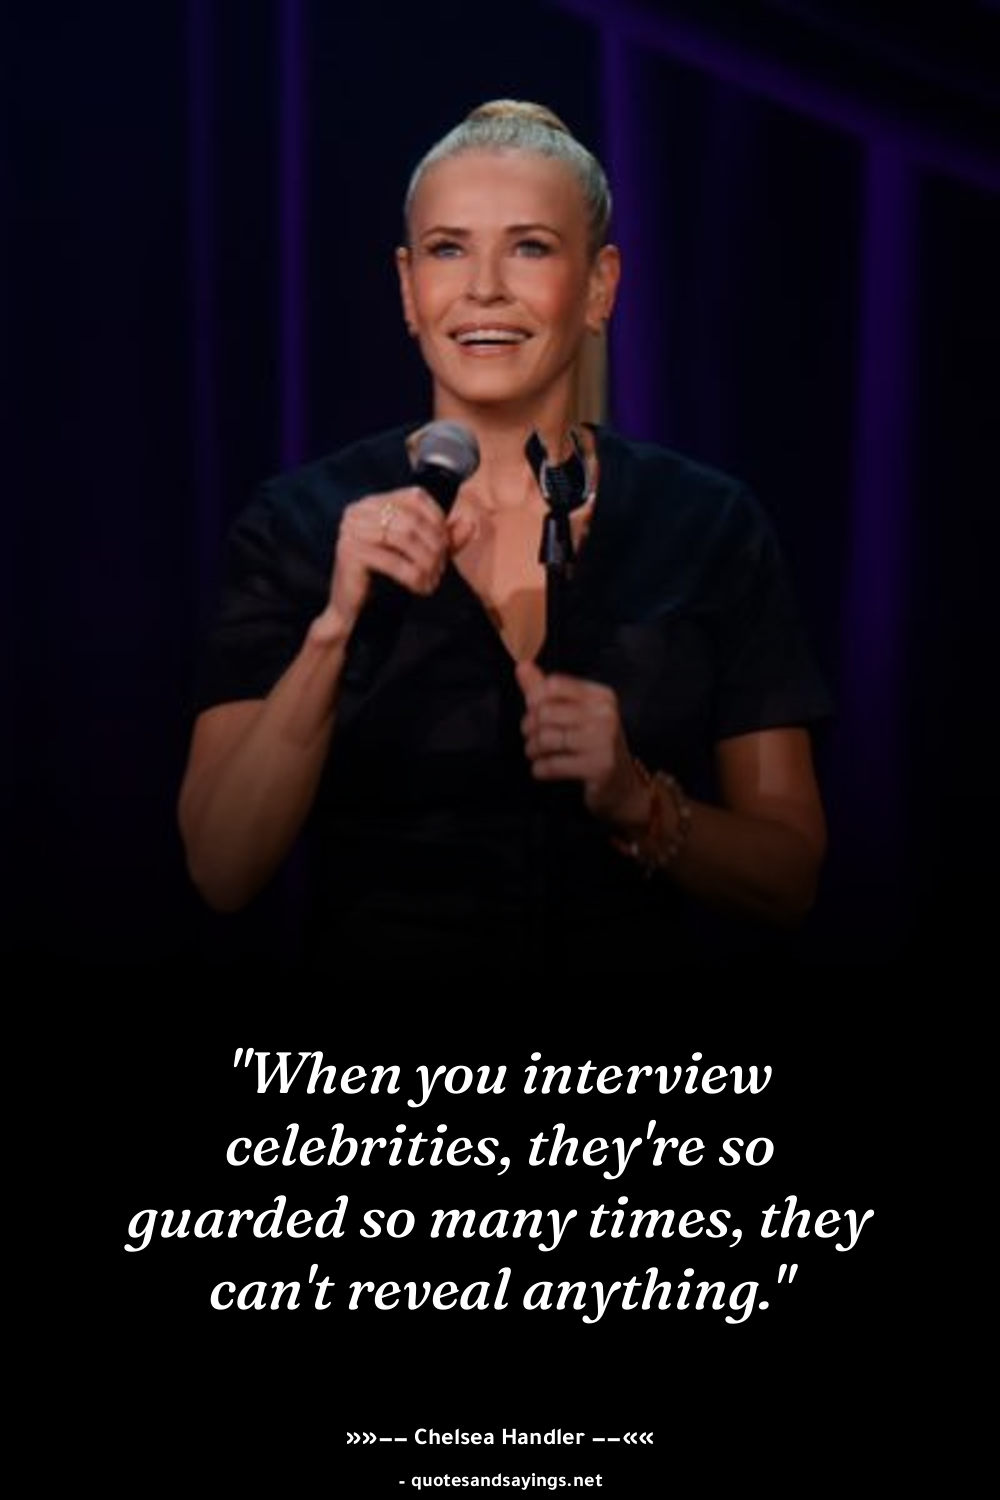 "When you interview
celebrities, they're so
guarded so many times, they
can't reveal anything."
»»–– Chelsea Handler ––««
- quotesandsayings.net